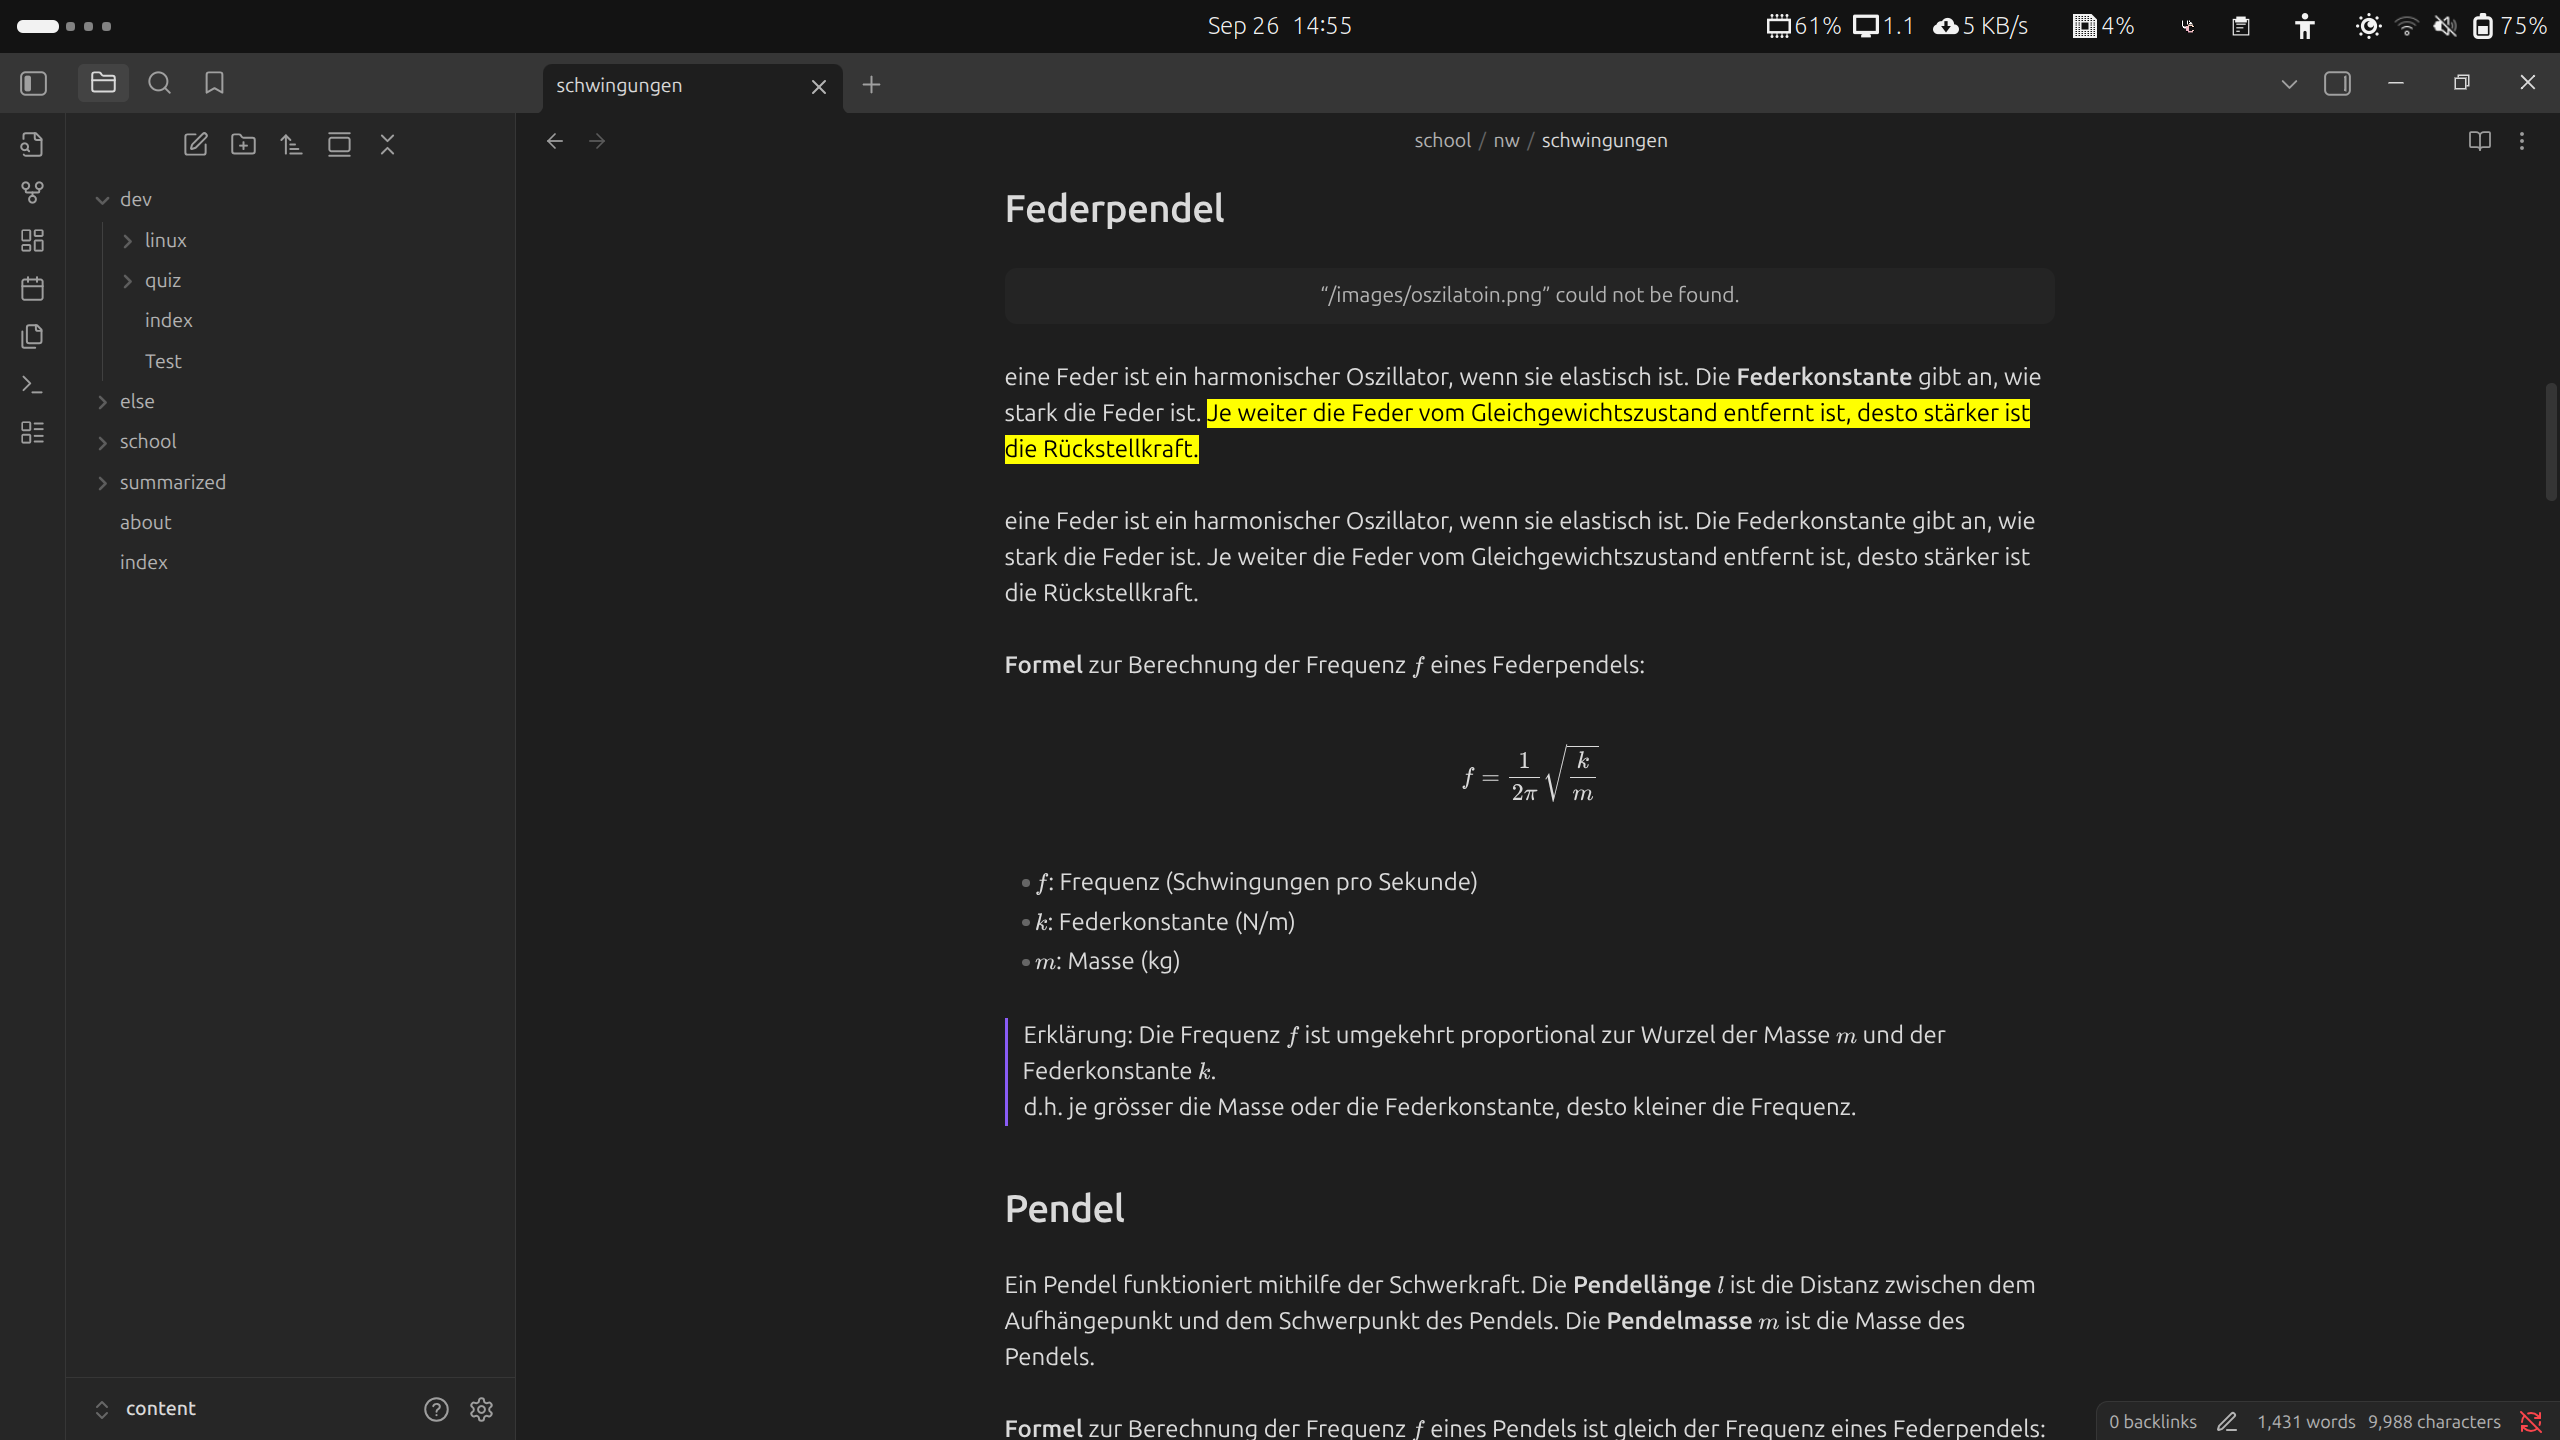 Sep 26 14:55
61% 1.1 5 KB/s 4% 75%
schwingungen
school / nw / schwingungen
dev
linux
quiz
index
Test
else
school
summarized
about
index
content
Federpendel
“/images/oszilatoin.png” could not be found.
eine Feder ist ein harmonischer Oszillator, wenn sie elastisch ist. Die Federkonstante gibt an, wie
stark die Feder ist. Je weiter die Feder vom Gleichgewichtszustand entfernt ist, desto stärker ist
die Rückstellkraft.
eine Feder ist ein harmonischer Oszillator, wenn sie elastisch ist. Die Federkonstante gibt an, wie
stark die Feder ist. Je weiter die Feder vom Gleichgewichtszustand entfernt ist, desto stärker ist
die Rückstellkraft.
Formel zur Berechnung der Frequenz f eines Federpendels:
f = \frac{1}{2π} \sqrt{\frac{k}{m}}
• f: Frequenz (Schwingungen pro Sekunde)
• k: Federkonstante (N/m)
• m: Masse (kg)
Erklärung: Die Frequenz f ist umgekehrt proportional zur Wurzel der Masse m und der
Federkonstante k.
d.h. je grösser die Masse oder die Federkonstante, desto kleiner die Frequenz.
Pendel
Ein Pendel funktioniert mithilfe der Schwerkraft. Die Pendellänge l ist die Distanz zwischen dem
Aufhängepunkt und dem Schwerpunkt des Pendels. Die Pendelmasse m ist die Masse des
Pendels.
Formel zur Berechnung der Frequenz f eines Pendels ist gleich der Frequenz eines Federpendels:
0 backlinks 1,431 words 9,988 characters